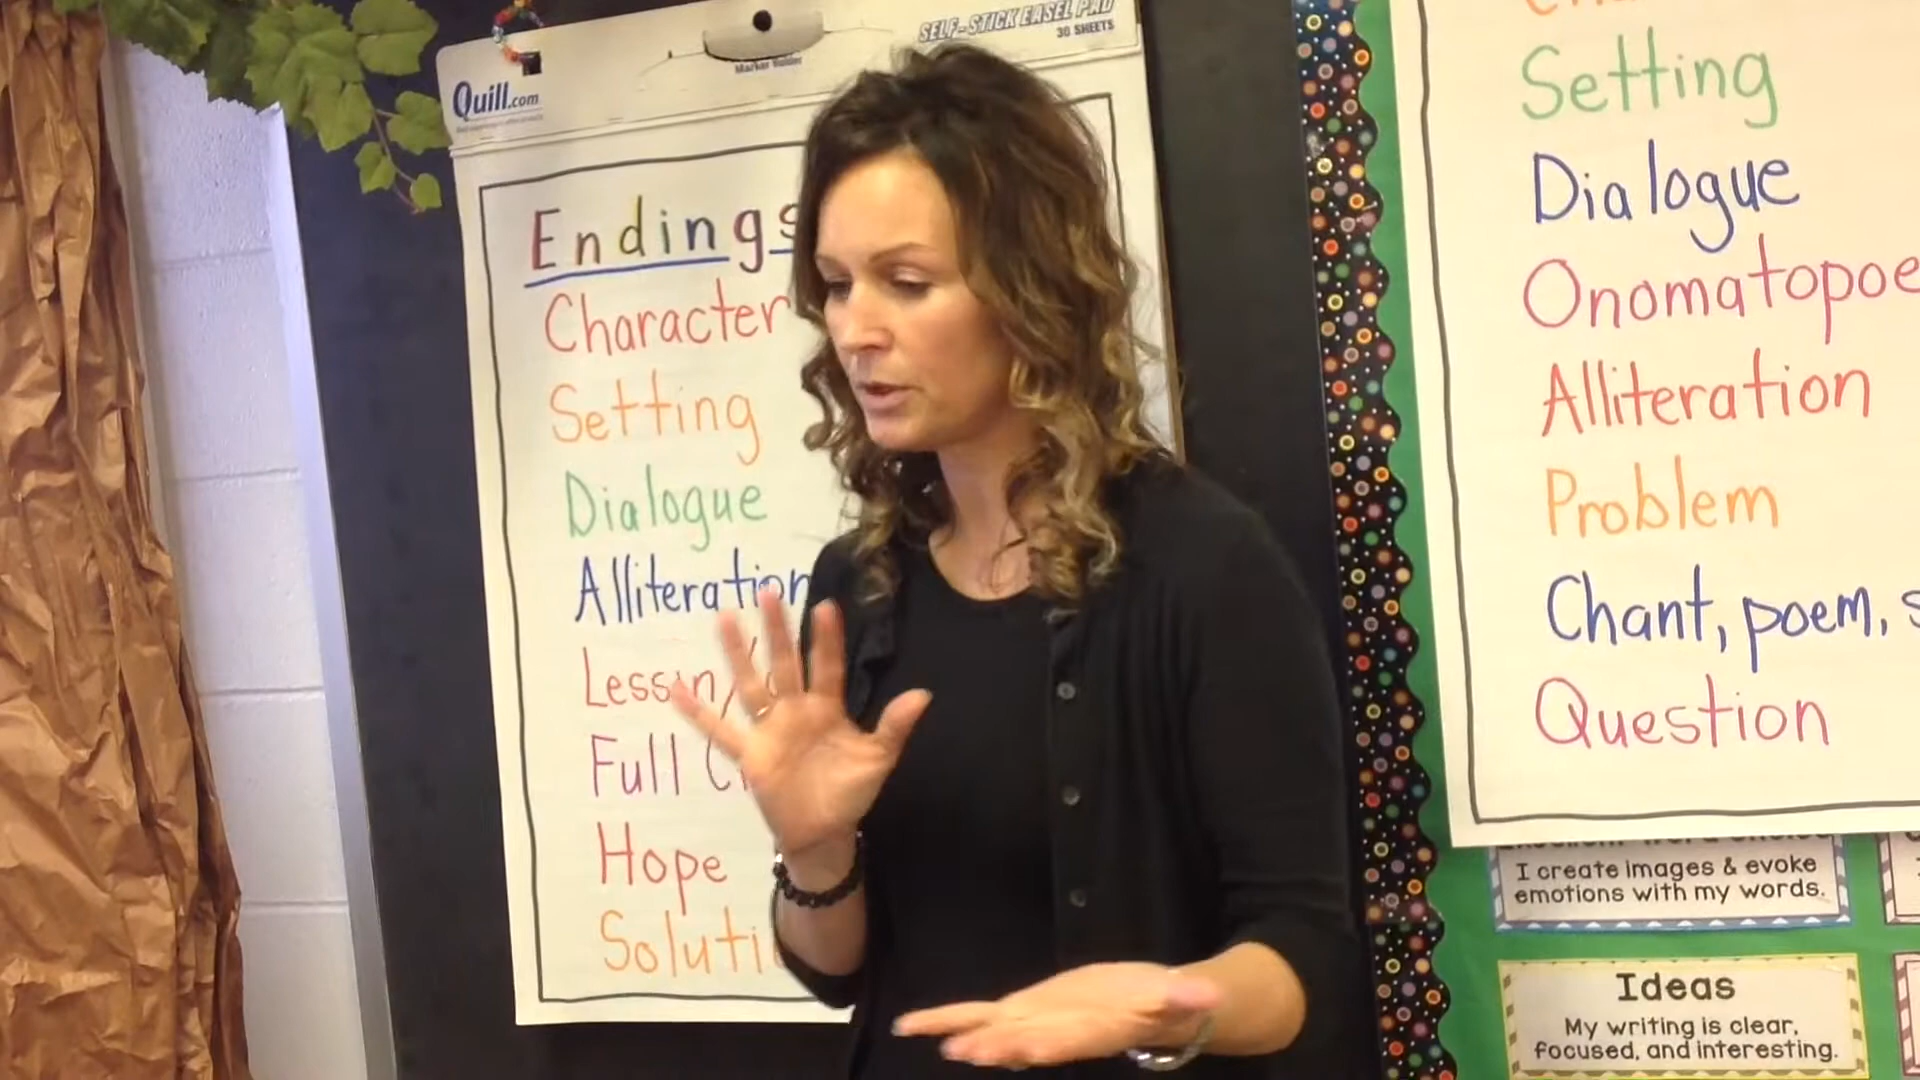 SELF-STICK EASEL PAD
30 SHEETS
Quill.com
Marker Holder
Endings
Character
Setting
Dialogue
Alliteration
Full
Hope
Setting
Dialogue
Onomatopoe
Alliteration
Problem
Chant, poem, s
Question
I create images & evoke
emotions with my words.
Ideas
My writing is clear,
focused, and interesting.